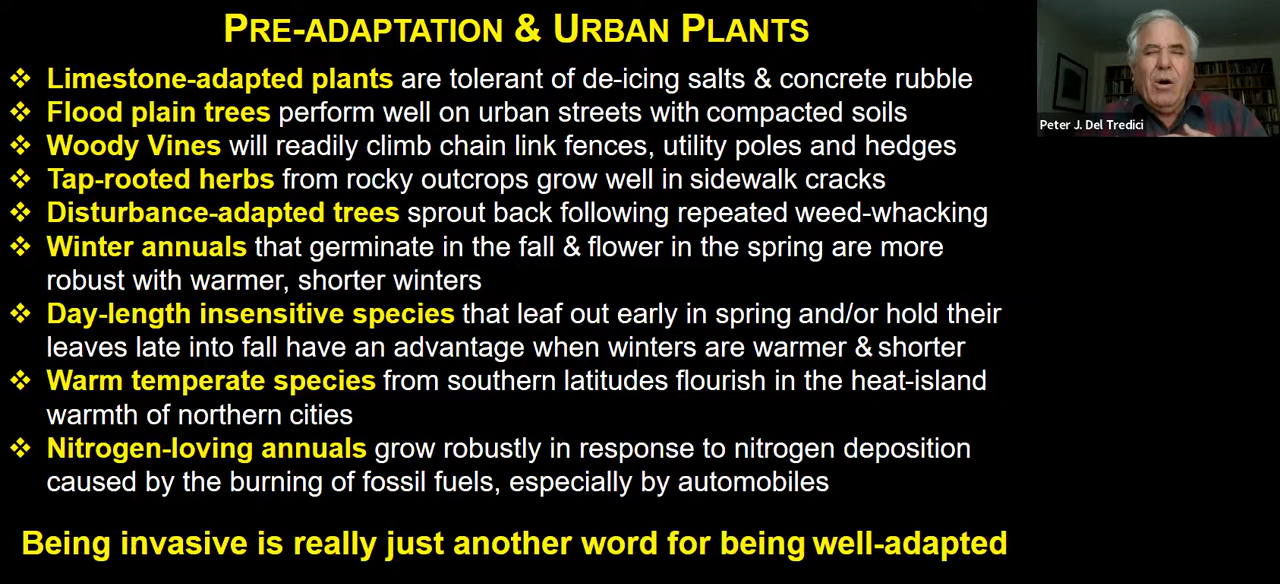 PRE-ADAPTATION & URBAN PLANTS
Limestone-adapted plants are tolerant of de-icing salts & concrete rubble
Flood plain trees perform well on urban streets with compacted soils
Woody Vines will readily climb chain link fences, utility poles and hedges
Tap-rooted herbs from rocky outcrops grow well in sidewalk cracks
Disturbance-adapted trees sprout back following repeated weed-whacking
Winter annuals that germinate in the fall & flower in the spring are more
robust with warmer, shorter winters
Day-length insensitive species that leaf out early in spring and/or hold their
leaves late into fall have an advantage when winters are warmer & shorter
Warm temperate species from southern latitudes flourish in the heat-island
warmth of northern cities
Nitrogen-loving annuals grow robustly in response to nitrogen deposition
caused by the burning of fossil fuels, especially by automobiles
Being invasive is really just another word for being well-adapted
Peter J. Del Tredici